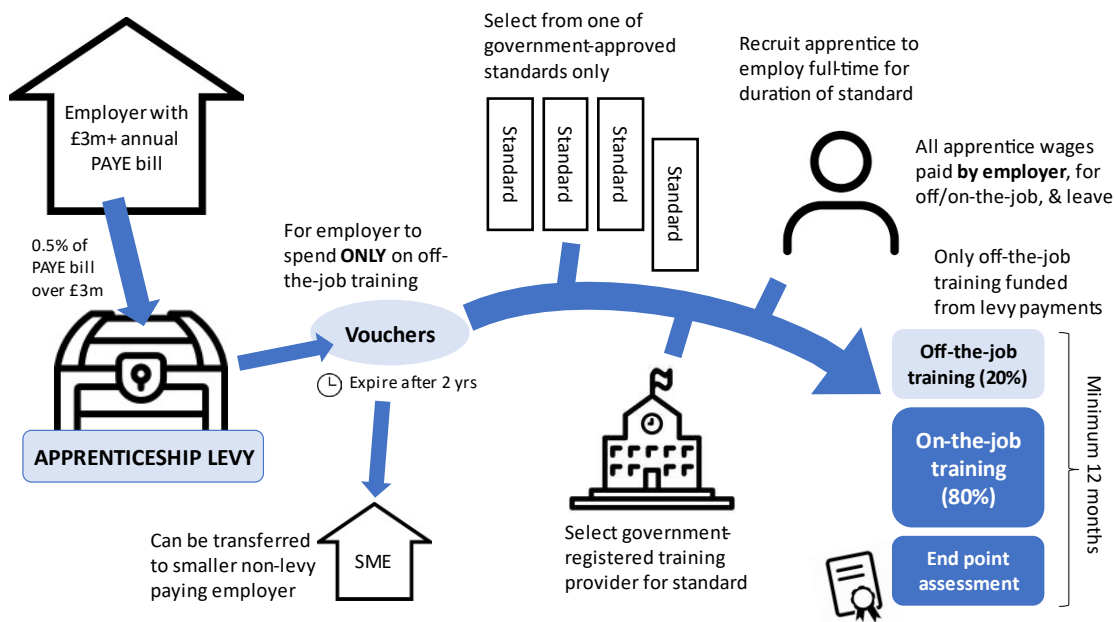 Employer with
£3m+ annual
PAYE bill
0.5% of
PAYE bill
over £3m
APPRENTICESHIP LEVY
For employer to
spend ONLY on off-
the-job training
Vouchers
Expire after 2 yrs
Can be transferred
to smaller non-levy
paying employer
SME
Select from one of
government-approved
standards only
Standard
Standard
Standard
Standard
Select government-
registered training
provider for standard
Recruit apprentice to
employ full-time for
duration of standard
All apprentice wages
paid by employer, for
off/on-the-job, & leave
Only off-the-job
training funded
from levy payments
Off-the-job
training (20%)
On-the-job
training
(80%)
End point
assessment
Minimum 12 months